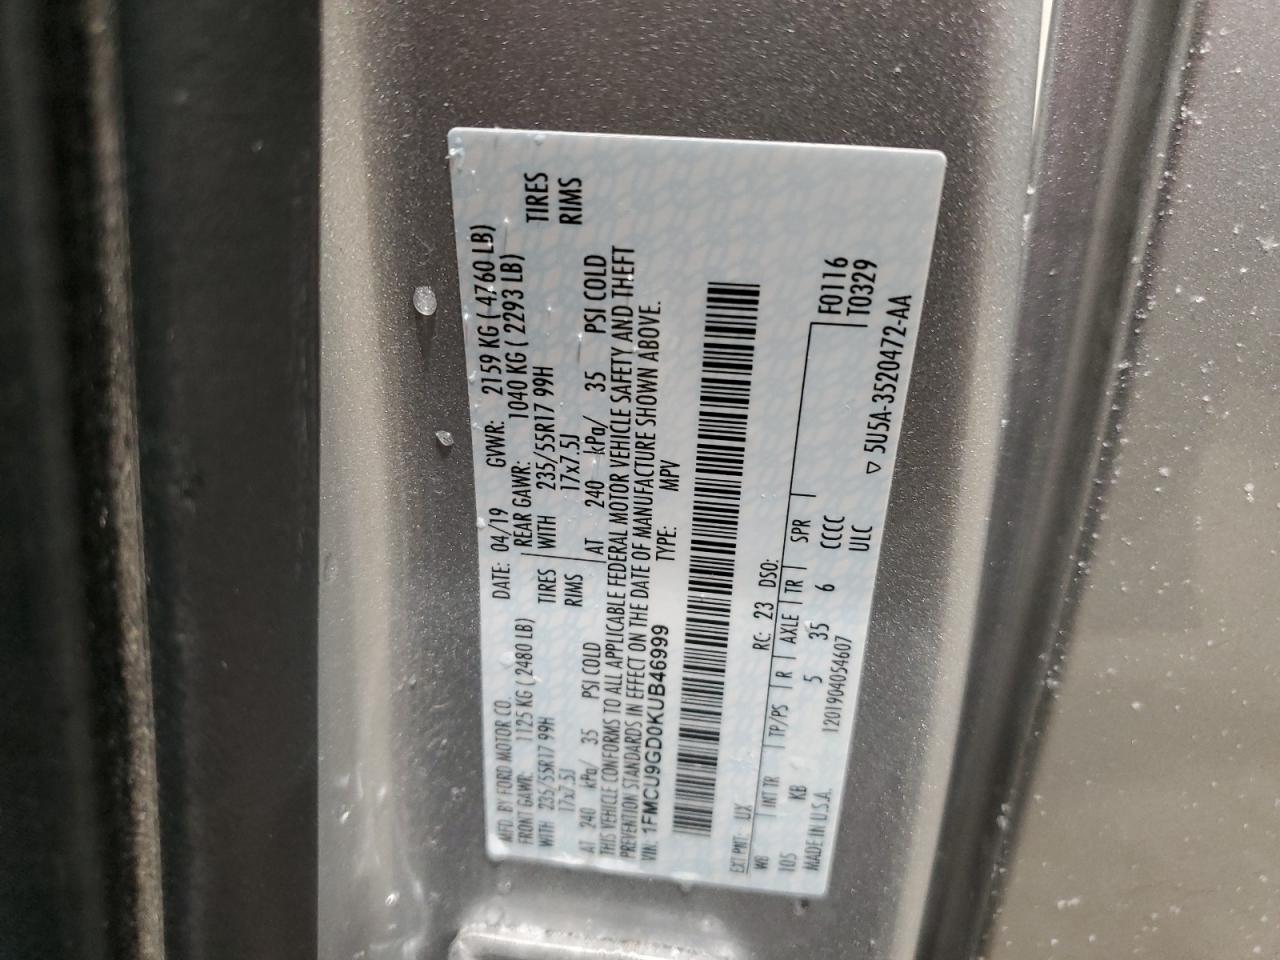 MFD. BY FORD MOTOR CO. DATE: 04/19 GVWR: 2159 KG ( 4760 LB)
FRONT GAWR: 1125 KG ( 2480 LB) REAR GAWR: 1040 KG ( 2293 LB)
WITH 235/55R17 99H TIRES WITH 235/55R17 99H TIRES
17x7.5J RIMS 17x7.5J RIMS
AT 240 kPa/ 35 PSI COLD AT 240 kPa/ 35 PSI COLD
THIS VEHICLE CONFORMS TO ALL APPLICABLE FEDERAL MOTOR VEHICLE SAFETY AND THEFT
PREVENTION STANDARDS IN EFFECT ON THE DATE OF MANUFACTURE SHOWN ABOVE.
VIN: 1FMCU9GD0KUB46999 TYPE: MPV
EXT PNT: UX RC: 23 DSO:
WB INT TR TP/PS R AXLE TR SPR F0116
105 KB 5 35 6 CCCC T0329
MADE IN U.S.A. 1201904054607 ULC
▽ 5U5A-3520472-AA